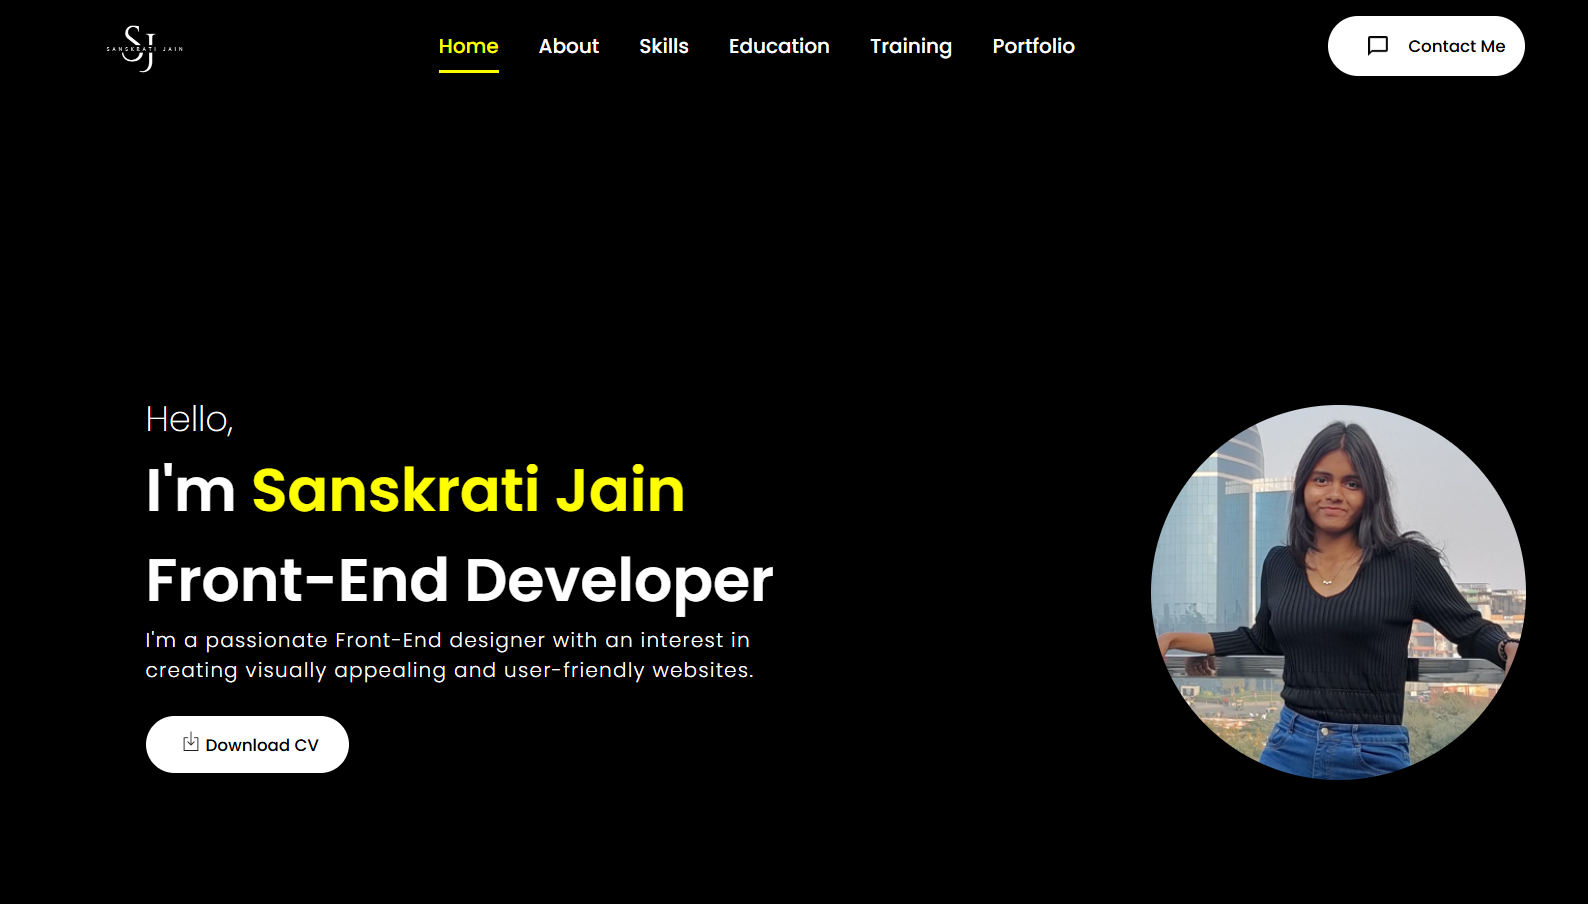 SJ
SANSKRATI JAIN
Home About Skills Education Training Portfolio
Contact Me
Hello,
I'm Sanskrati Jain
Front-End Developer
I'm a passionate Front-End designer with an interest in
creating visually appealing and user-friendly websites.
Download CV